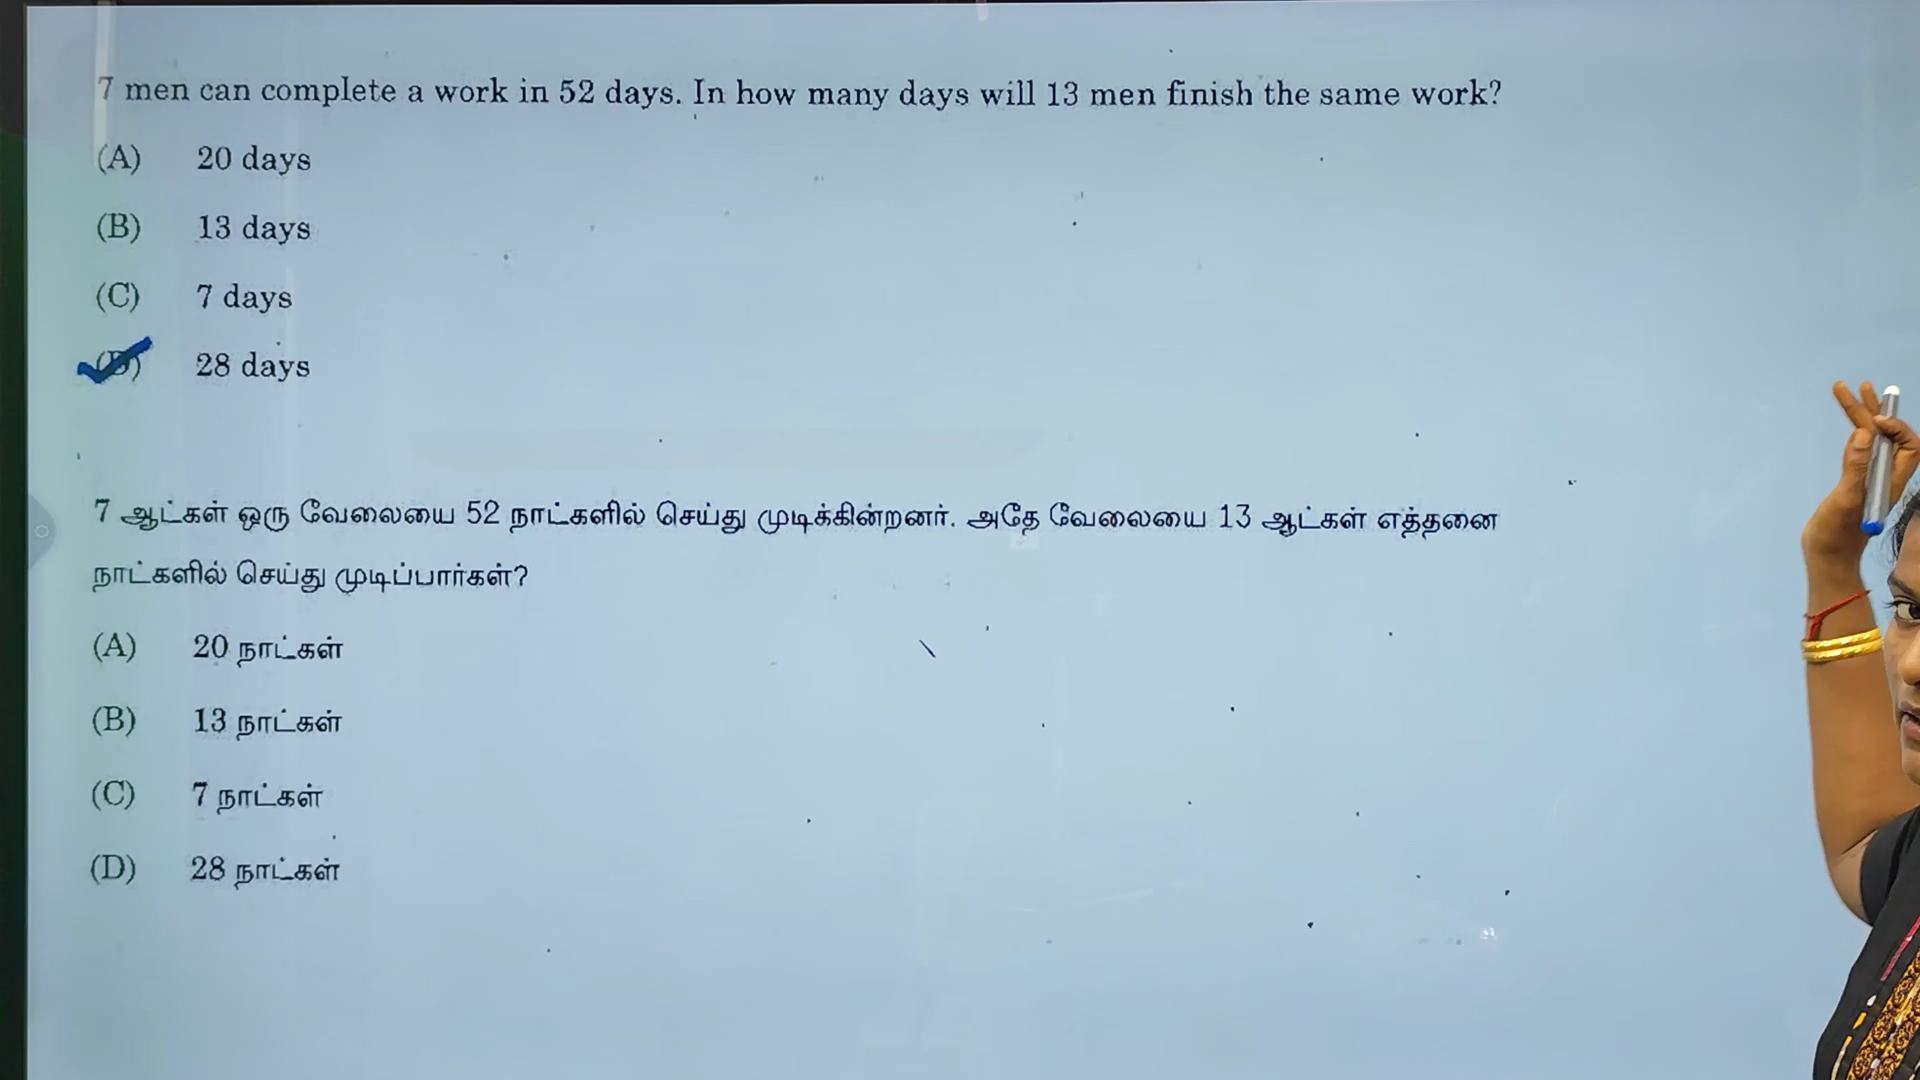 7 men can complete a work in 52 days. In how many days will 13 men finish the same work?
(A) 20 days
(B) 13 days
(C) 7 days
(D) 28 days
7 ஆட்கள் ஒரு வேலையை 52 நாட்களில் செய்து முடிக்கின்றனர். அதே வேலையை 13 ஆட்கள் எத்தனை
நாட்களில் செய்து முடிப்பார்கள்?
(A) 20 நாட்கள்
(B) 13 நாட்கள்
(C) 7 நாட்கள்
(D) 28 நாட்கள்